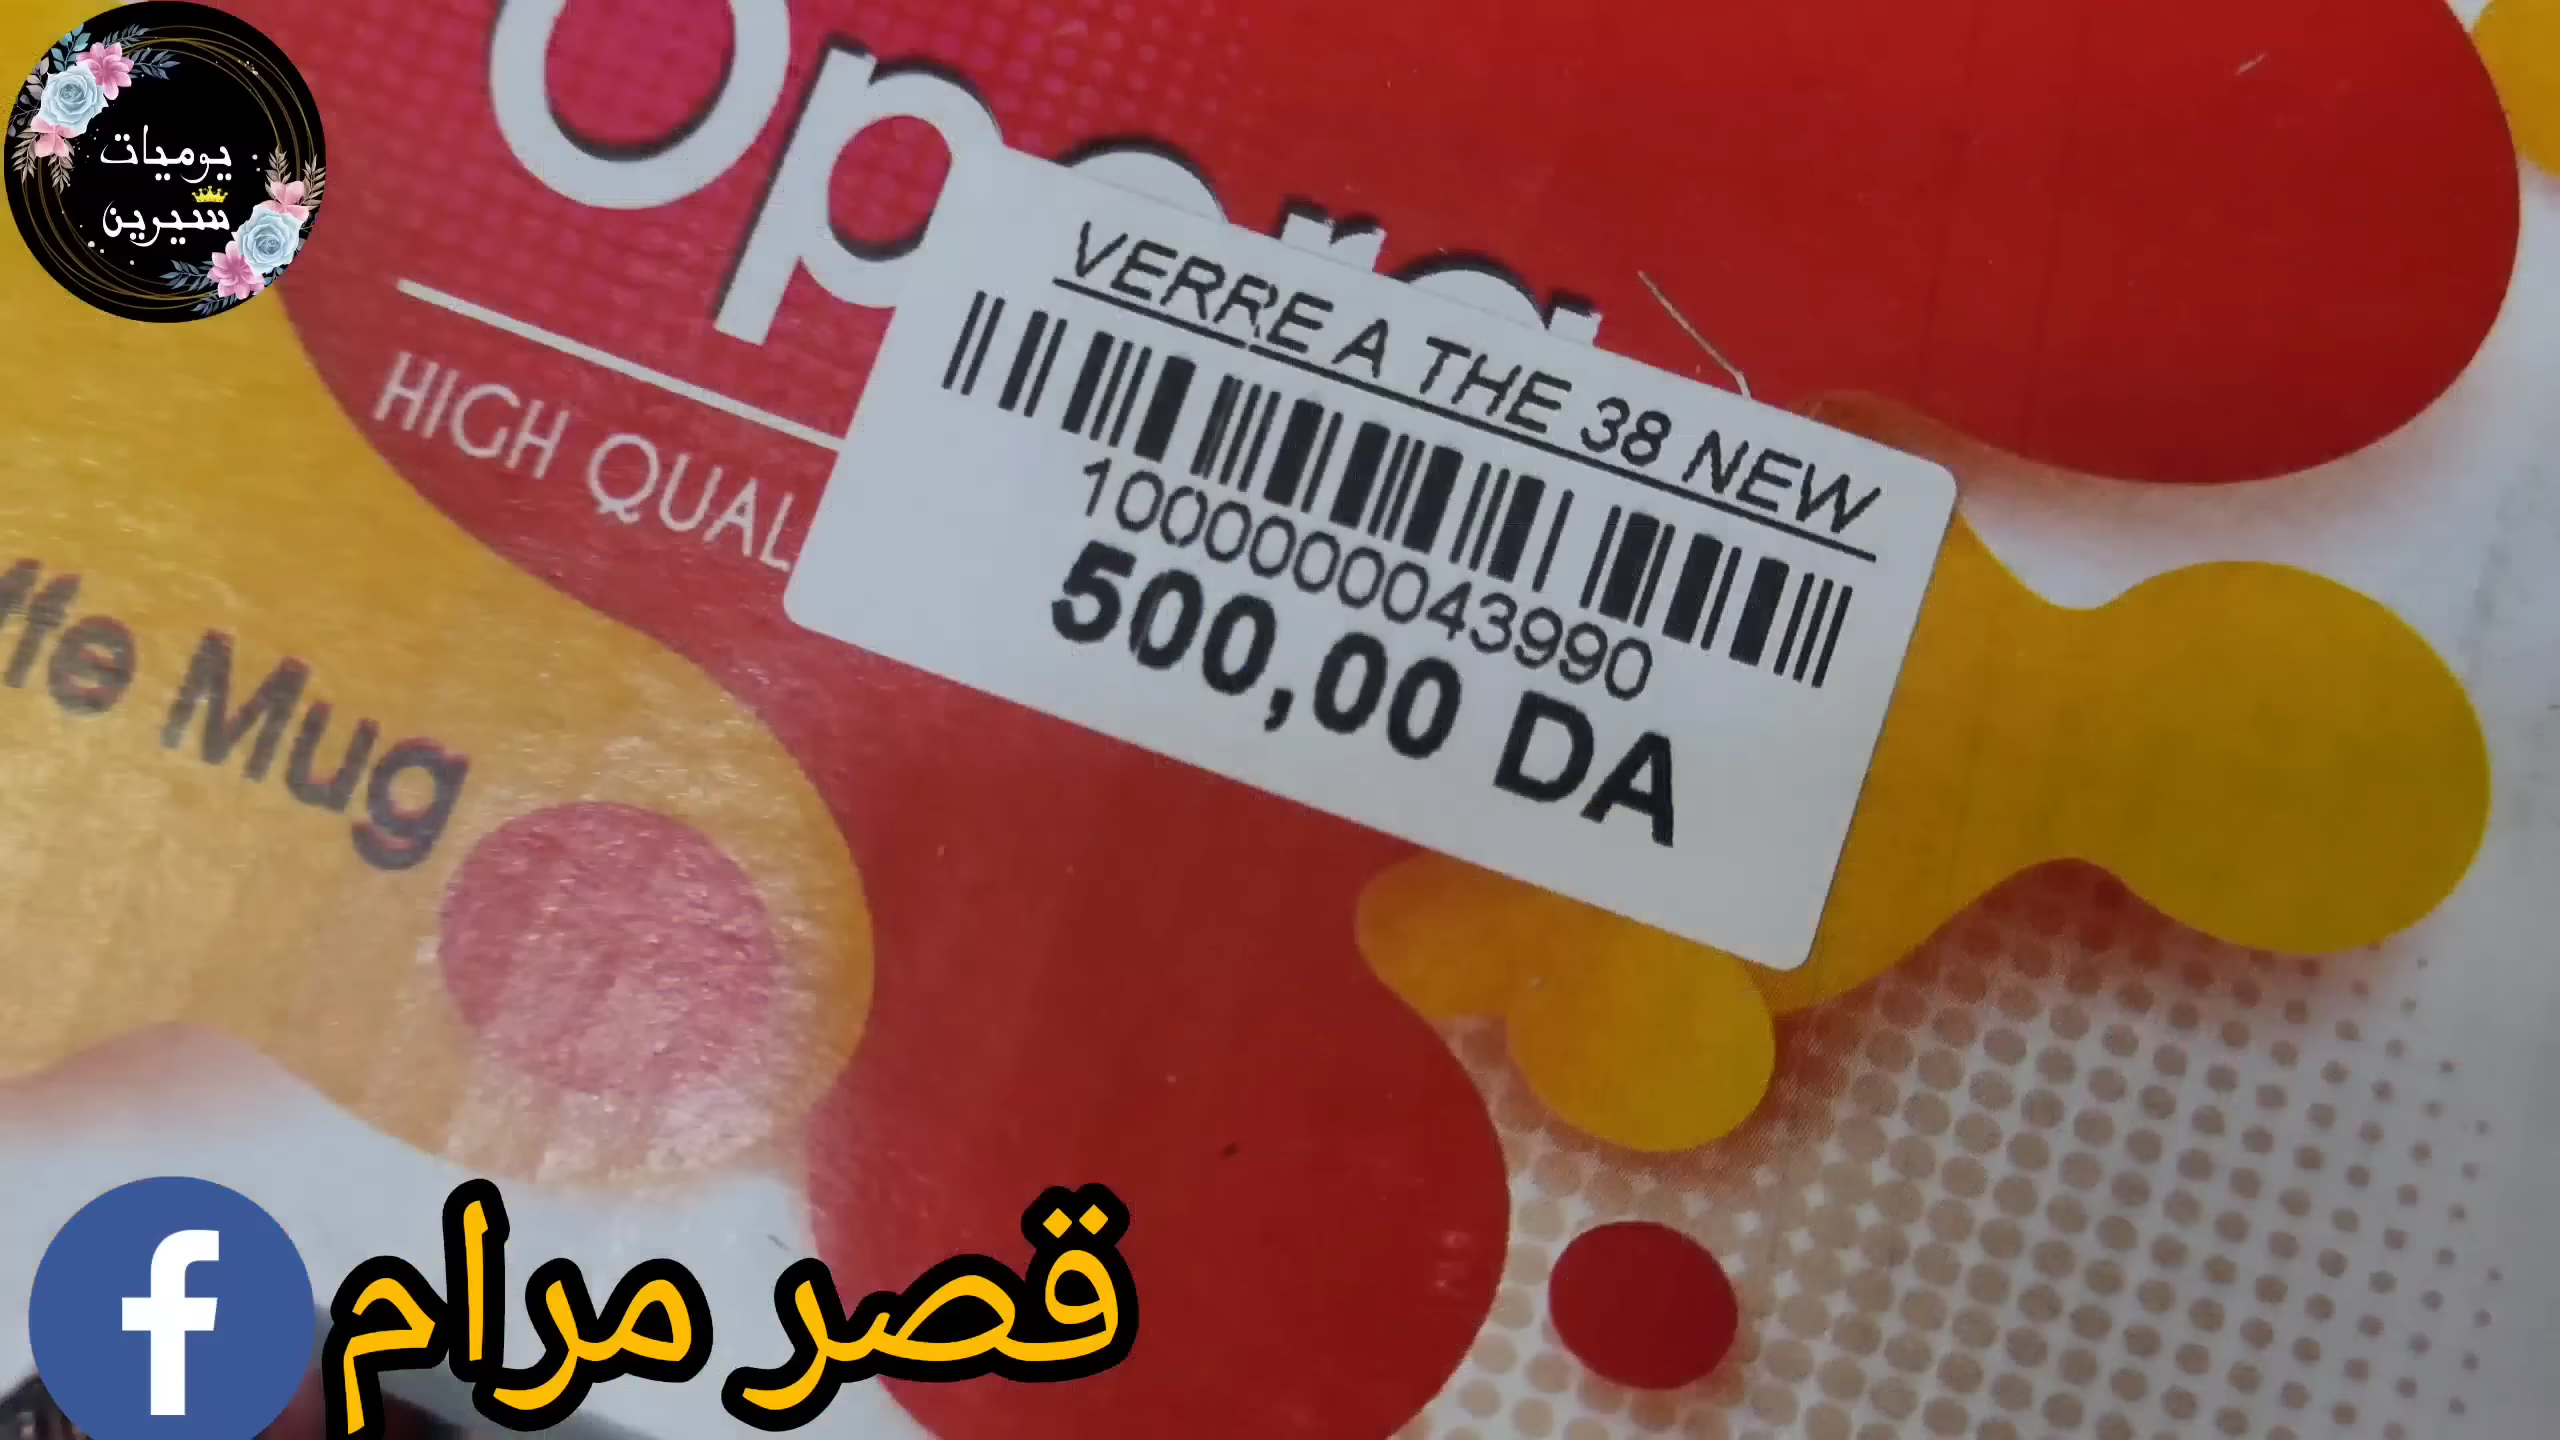 يوميات
سيرين
HIGH QUAL
VERRE A THE 38 NEW
1000000043990
500,00 DA
Mug
قصر مرام